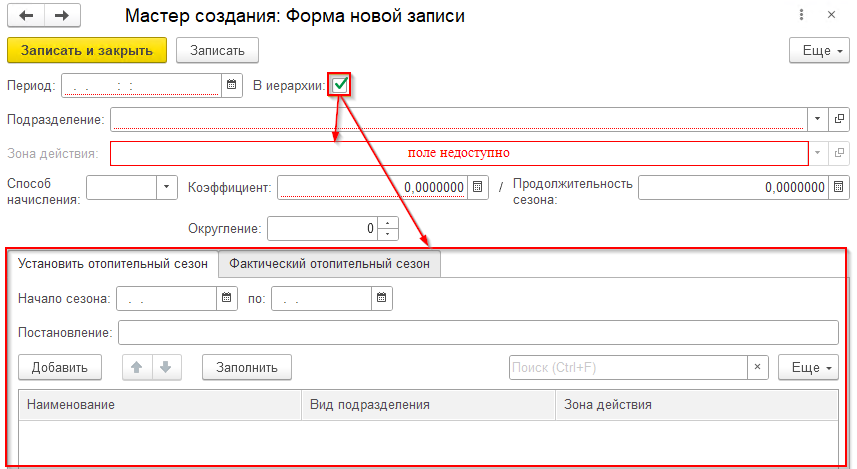 Мастер создания: Форма новой записи
Записать и закрыть Записать Еще
Период: . . : : В иерархии:
Подразделение:
Зона действия: поле недоступно
Способ начисления: Коэффициент: 0,0000000 / Продолжительность сезона: 0,0000000
Округление: 0
Установить отопительный сезон Фактический отопительный сезон
Начало сезона: . . по: . .
Постановление:
Добавить Заполнить Поиск (Ctrl+F) × Еще
Наименование Вид подразделения Зона действия